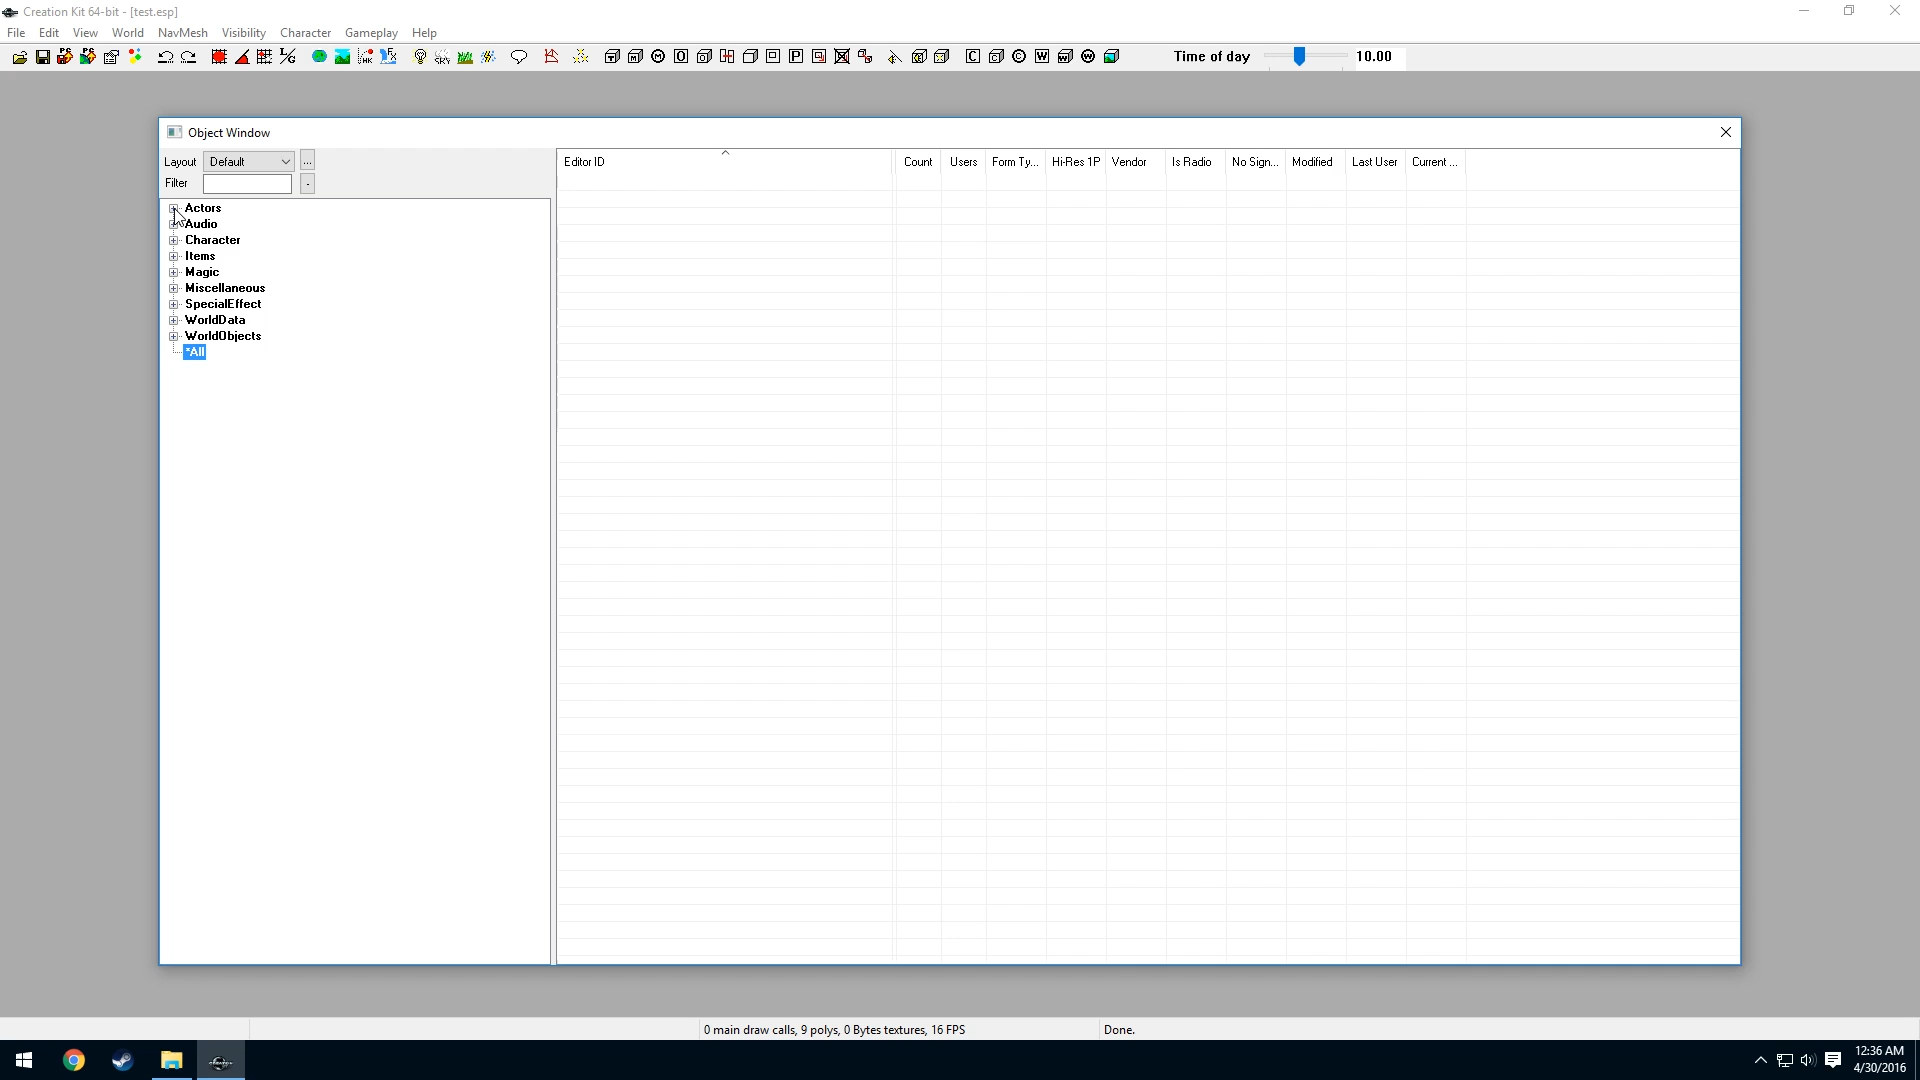 Creation Kit 64-bit - [test.esp]
File Edit View World NavMesh Visibility Character Gameplay Help
Time of day 10.00
Object Window
Layout Default ...
Filter -
Editor ID Count Users Form Ty... Hi-Res 1P Vendor Is Radio No Sign... Modified Last User Current ...
Actors
Audio
Character
Items
Magic
Miscellaneous
SpecialEffect
WorldData
WorldObjects
*All
0 main draw calls, 9 polys, 0 Bytes textures, 16 FPS Done.
12:36 AM
4/30/2016